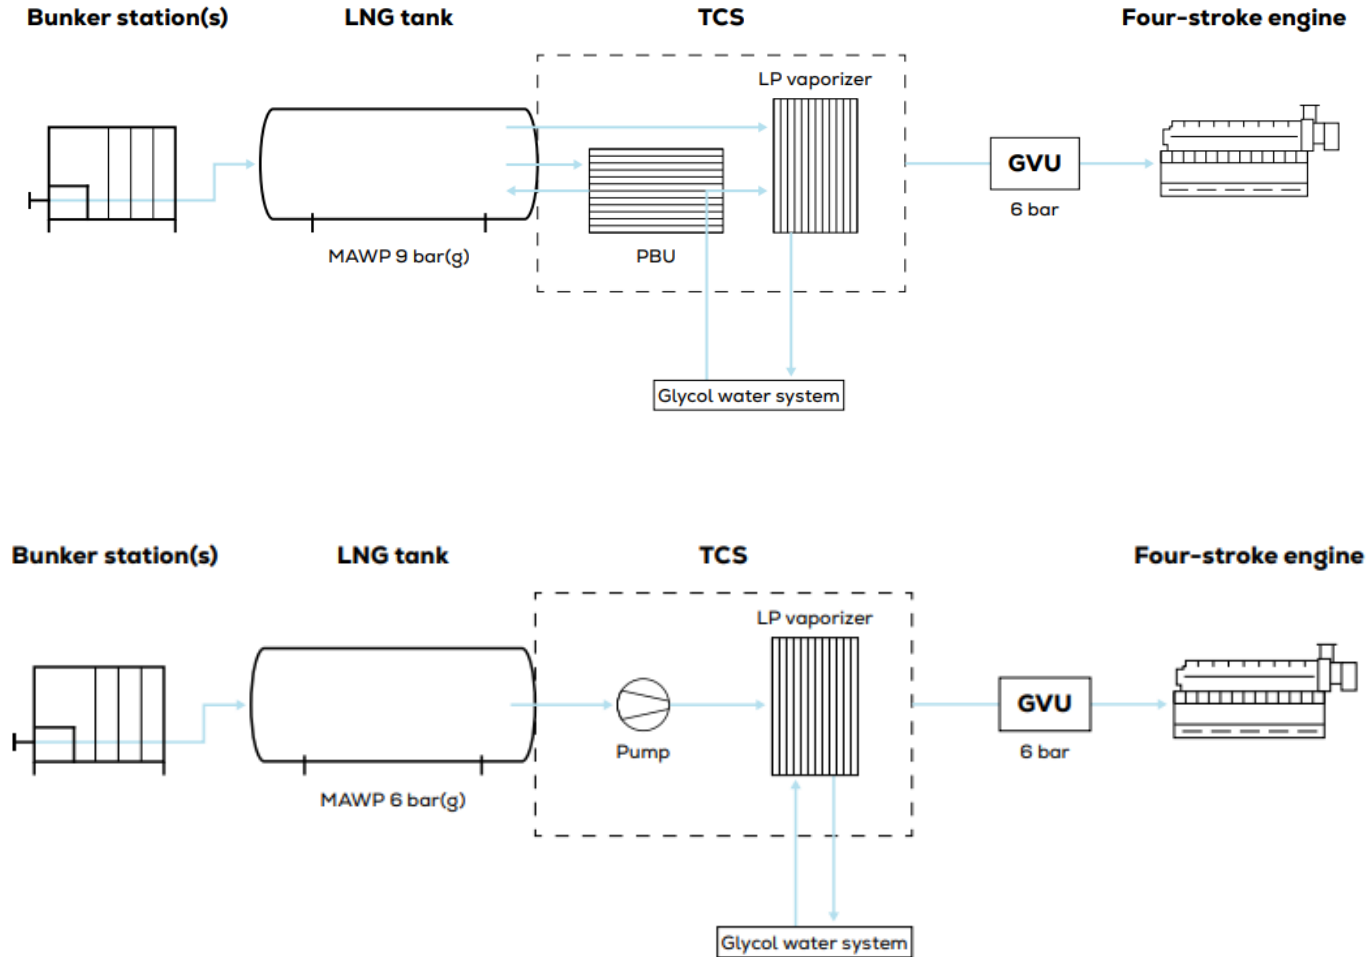 Bunker station(s)
LNG tank
TCS
Four-stroke engine
LP vaporizer
GVU
6 bar
MAWP 9 bar(g)
PBU
Glycol water system
Bunker station(s)
LNG tank
TCS
Four-stroke engine
LP vaporizer
GVU
Pump
6 bar
MAWP 6 bar(g)
Glycol water system